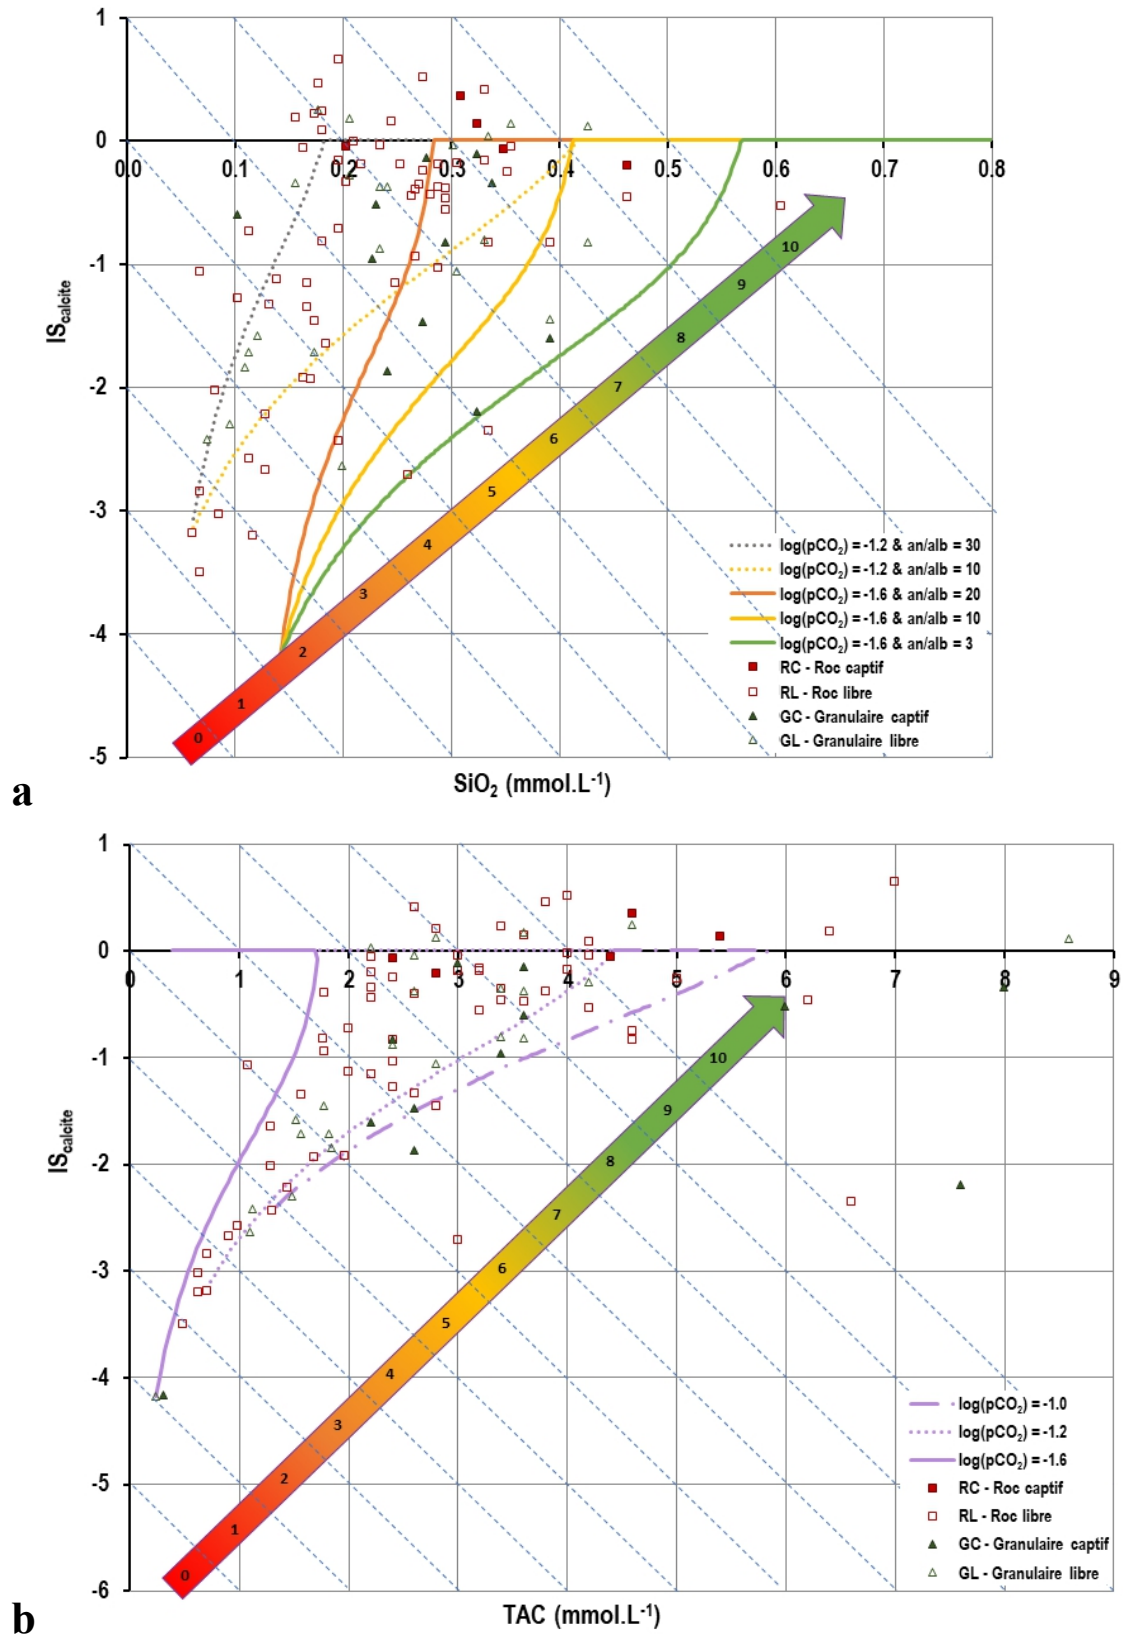 1
0
0.0 0.1 0.2 0.3 0.4 0.5 0.6 0.7 0.8
-1
-2
-3
-4
-5
IScalcite
10
9
8
7
6
5
4
3
2
1
0
log(pCO₂) = -1.2 & an/alb = 30
log(pCO₂) = -1.2 & an/alb = 10
log(pCO₂) = -1.6 & an/alb = 20
log(pCO₂) = -1.6 & an/alb = 10
log(pCO₂) = -1.6 & an/alb = 3
RC - Roc captif
RL - Roc libre
GC - Granulaire captif
GL - Granulaire libre
SiO₂ (mmol.L⁻¹)
a
1
0
0 1 2 3 4 5 6 7 8 9
-1
-2
-3
-4
-5
-6
IScalcite
10
9
8
7
6
5
4
3
2
1
0
log(pCO₂) = -1.0
log(pCO₂) = -1.2
log(pCO₂) = -1.6
RC - Roc captif
RL - Roc libre
GC - Granulaire captif
GL - Granulaire libre
TAC (mmol.L⁻¹)
b